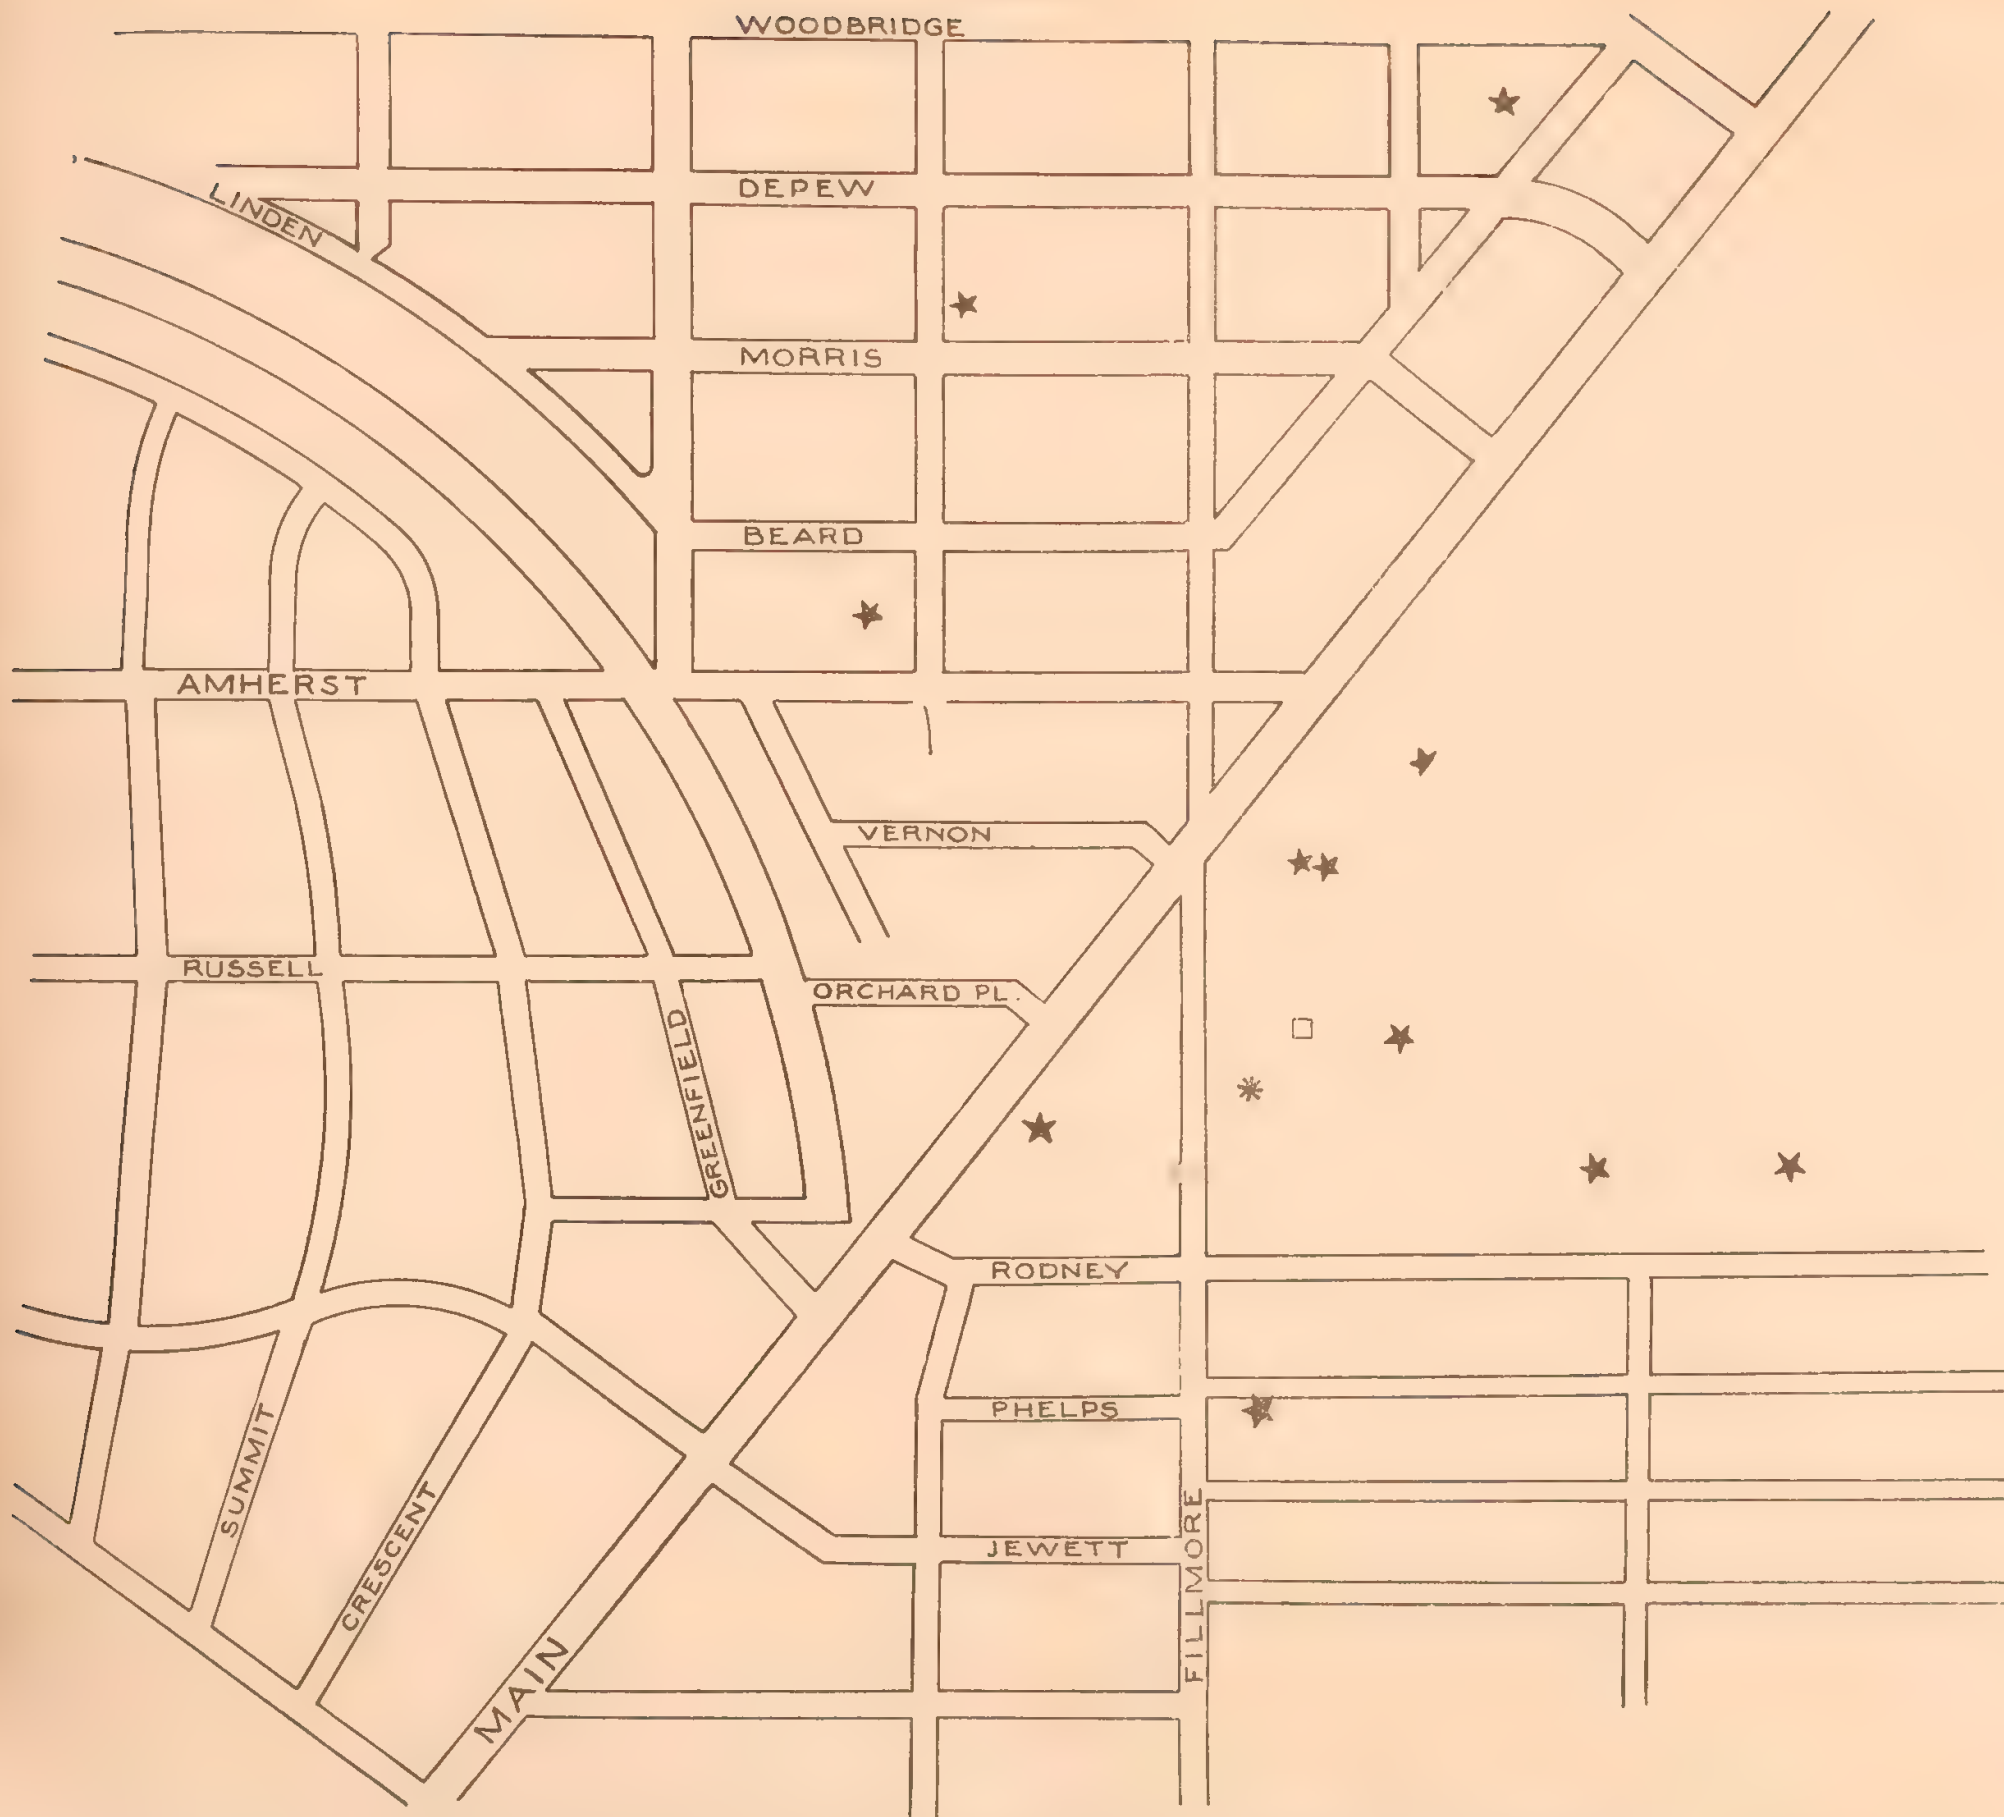 WOODBRIDGE
LINDEN
DEPEW
MORRIS
BEARD
AMHERST
VERNON
RUSSELL
ORCHARD PL.
GREENFIELD
RODNEY
PHELPS
SUMMIT
CRESCENT
JEWETT
FILLMORE
MAIN